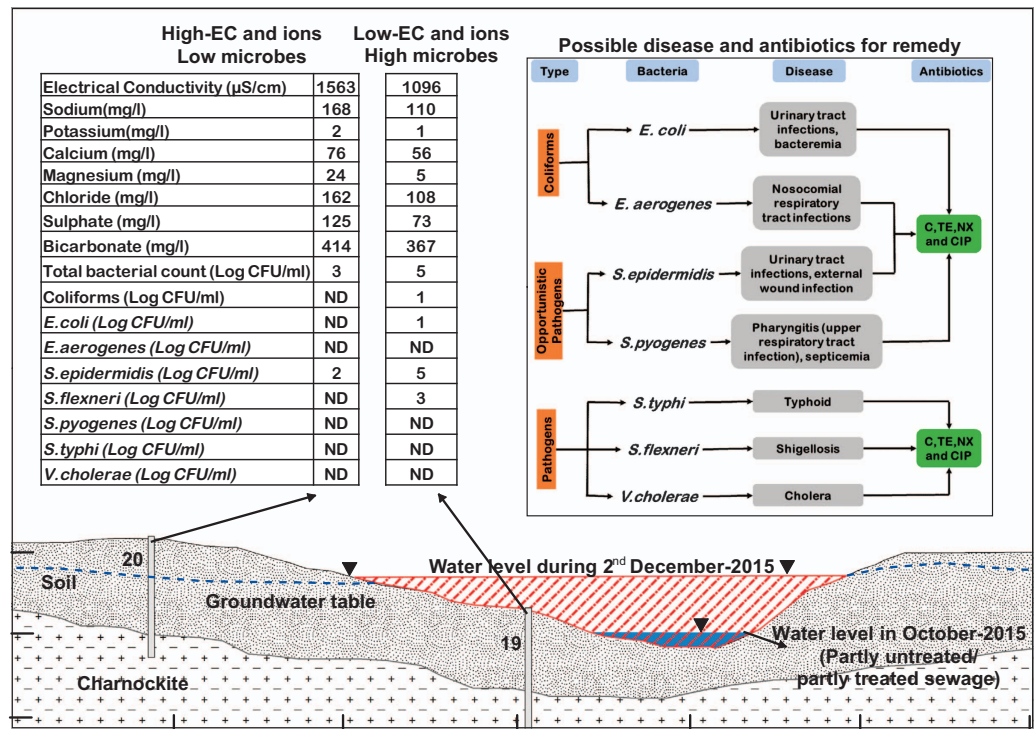 High-EC and ions
Low microbes
Low-EC and ions
High microbes
Electrical Conductivity (µS/cm) 1563 1096
Sodium(mg/l) 168 110
Potassium(mg/l) 2 1
Calcium (mg/l) 76 56
Magnesium (mg/l) 24 5
Chloride (mg/l) 162 108
Sulphate (mg/l) 125 73
Bicarbonate (mg/l) 414 367
Total bacterial count (Log CFU/ml) 3 5
Coliforms (Log CFU/ml) ND 1
E.coli (Log CFU/ml) ND 1
E.aerogenes (Log CFU/ml) ND ND
S.epidermidis (Log CFU/ml) 2 5
S.flexneri (Log CFU/ml) ND 3
S.pyogenes (Log CFU/ml) ND ND
S.typhi (Log CFU/ml) ND ND
V.cholerae (Log CFU/ml) ND ND
Possible disease and antibiotics for remedy
Type Bacteria Disease Antibiotics
Coliforms
E. coli
Urinary tract
infections,
bacteremia
E. aerogenes
Nosocomial
respiratory
tract infections
C,TE,NX
and CIP
Opportunistic
Pathogens
S.epidermidis
Urinary tract
infections, external
wound infection
S.pyogenes
Pharyngitis (upper
respiratory tract
infection), septicemia
Pathogens
S.typhi
Typhoid
S.flexneri
Shigellosis
C,TE,NX
and CIP
V.cholerae
Cholera
20
Soil
Groundwater table
Water level during 2nd December-2015
19
Water level in October-2015
(Partly untreated/
partly treated sewage)
Charnockite